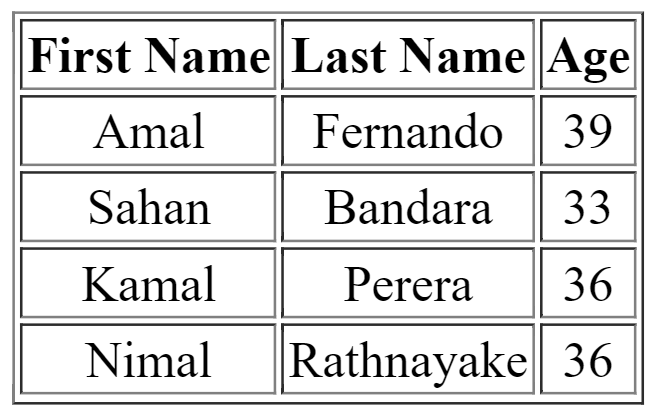 First Name Last Name Age
Amal Fernando 39
Sahan Bandara 33
Kamal Perera 36
Nimal Rathnayake 36